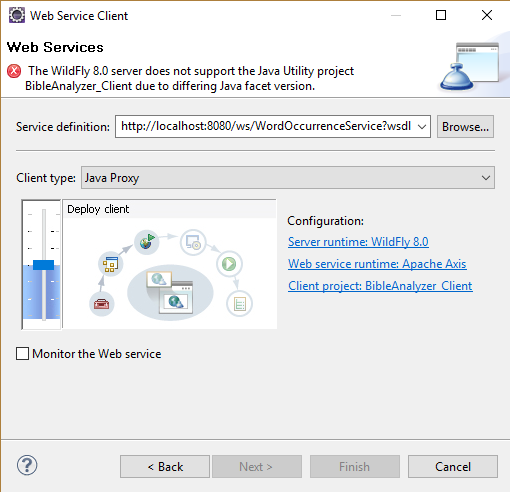 Web Service Client
Web Services
The WildFly 8.0 server does not support the Java Utility project
BibleAnalyzer_Client due to differing Java facet version.
Service definition: http://localhost:8080/ws/WordOccurrenceService?wsdl Browse...
Client type: Java Proxy
Deploy client
Configuration:
Server runtime: WildFly 8.0
Web service runtime: Apache Axis
Client project: BibleAnalyzer_Client
Monitor the Web service
? < Back Next > Finish Cancel